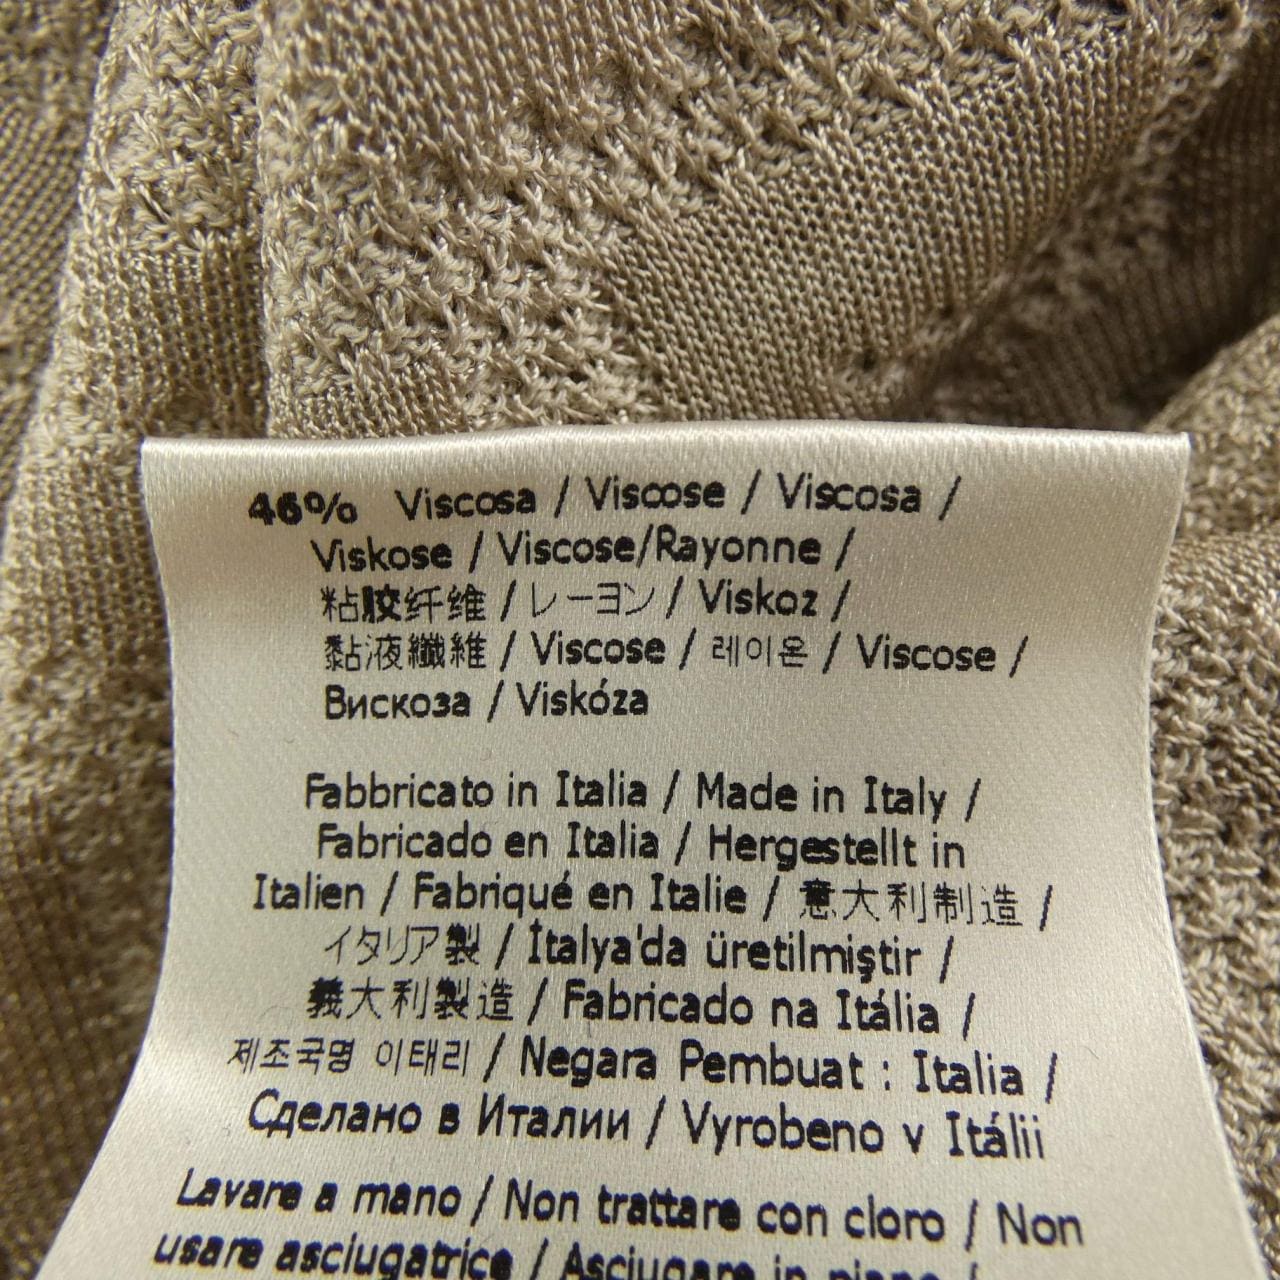 46% Viscosa / Viscose / Viscosa /
Viskose / Viscose/Rayonne /
粘胶纤维 / レーヨン / Viskoz /
黏液纖維 / Viscose / 레이온 / Viscose /
Вискоза / Viskóza
Fabbricato in Italia / Made in Italy /
Fabricado en Italia / Hergestellt in
Italien / Fabriqué en Italie / 意大利制造 /
イタリア製 / İtalya'da üretilmiştir /
義大利製造 / Fabricado na Itália /
제조국명 이태리 / Negara Pembuat : Italia /
Сделано в Италии / Vyrobeno v Itálii
Lavare a mano / Non trattare con cloro / Non
usare asciugatrice / Asciugare in piano /